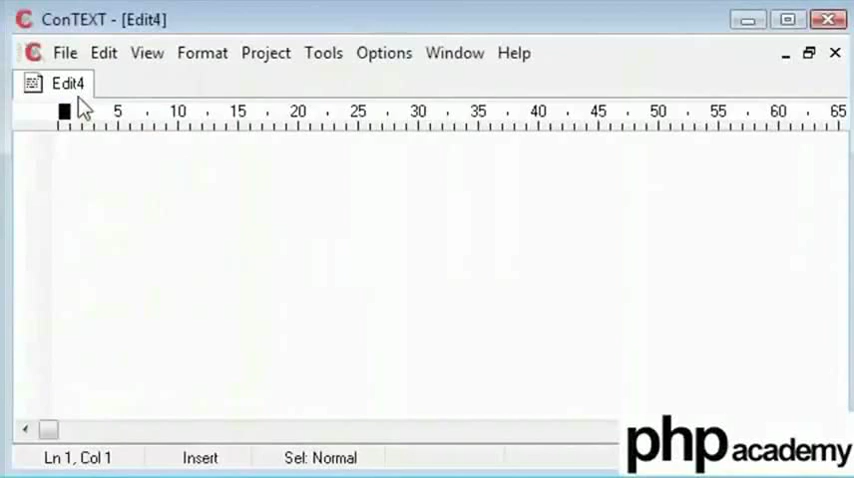 ConTEXT - [Edit4]
File Edit View Format Project Tools Options Window Help
Edit4
5 10 15 20 25 30 35 40 45 50 55 60 65
Ln 1, Col 1 Insert Sel: Normal
php academy